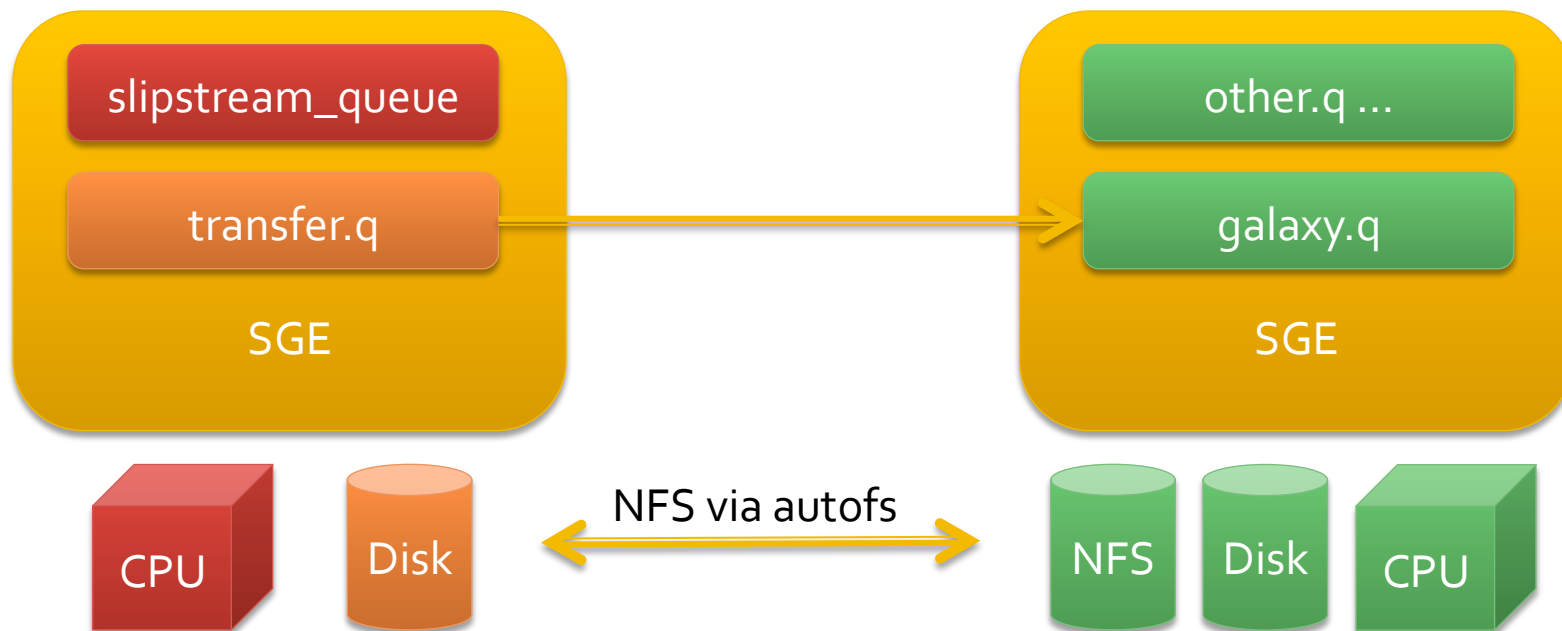 slipstream_queue
transfer.q
SGE
other.q ...
galaxy.q
SGE
CPU
Disk
NFS via autofs
NFS
Disk
CPU